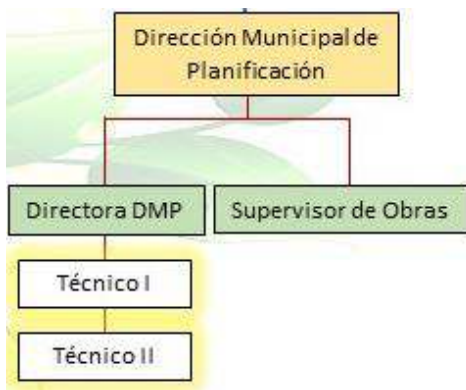 Dirección Municipal de
Planificación
Directora DMP
Supervisor de Obras
Técnico I
Técnico II